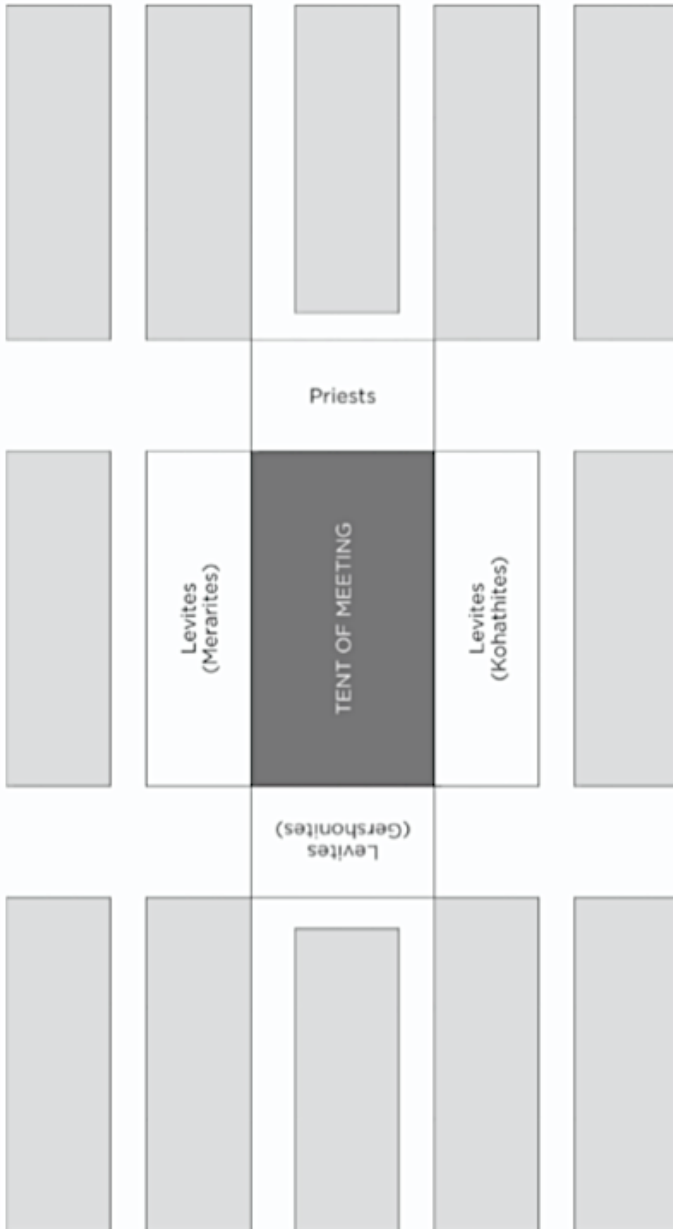 Priests
Levites
(Merarites)
TENT OF MEETING
Levites
(Kohathites)
Levites
(Gershonites)